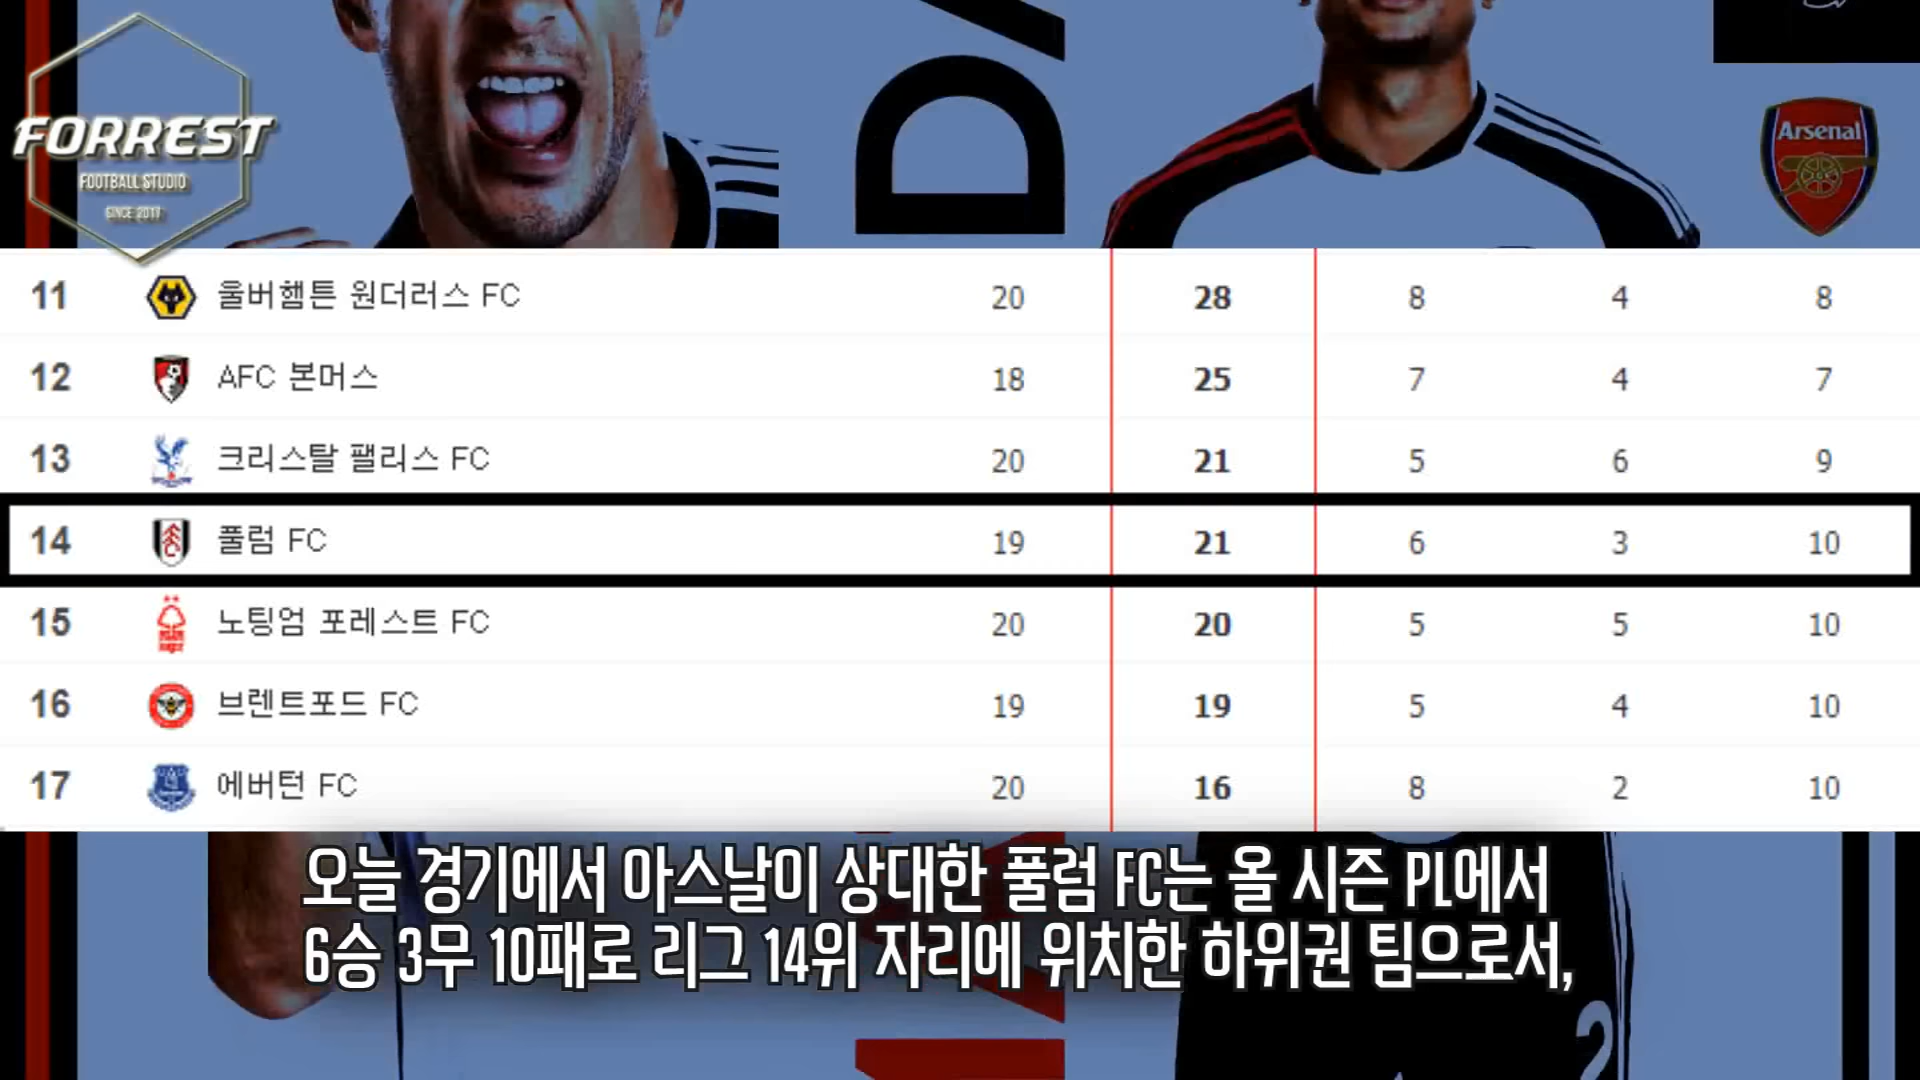 FORREST
FOOTBALL STUDIO
SINCE 2017
DA
Arsenal
11 울버햄튼 원더러스 FC 20 28 8 4 8
12 AFC 본머스 18 25 7 4 7
13 크리스탈 팰리스 FC 20 21 5 6 9
14 풀럼 FC 19 21 6 3 10
15 노팅엄 포레스트 FC 20 20 5 5 10
16 브렌트포드 FC 19 19 5 4 10
17 에버턴 FC 20 16 8 2 10
오늘 경기에서 아스날이 상대한 풀럼 FC는 올 시즌 PL에서
6승 3무 10패로 리그 14위 자리에 위치한 하위권 팀으로서,
2